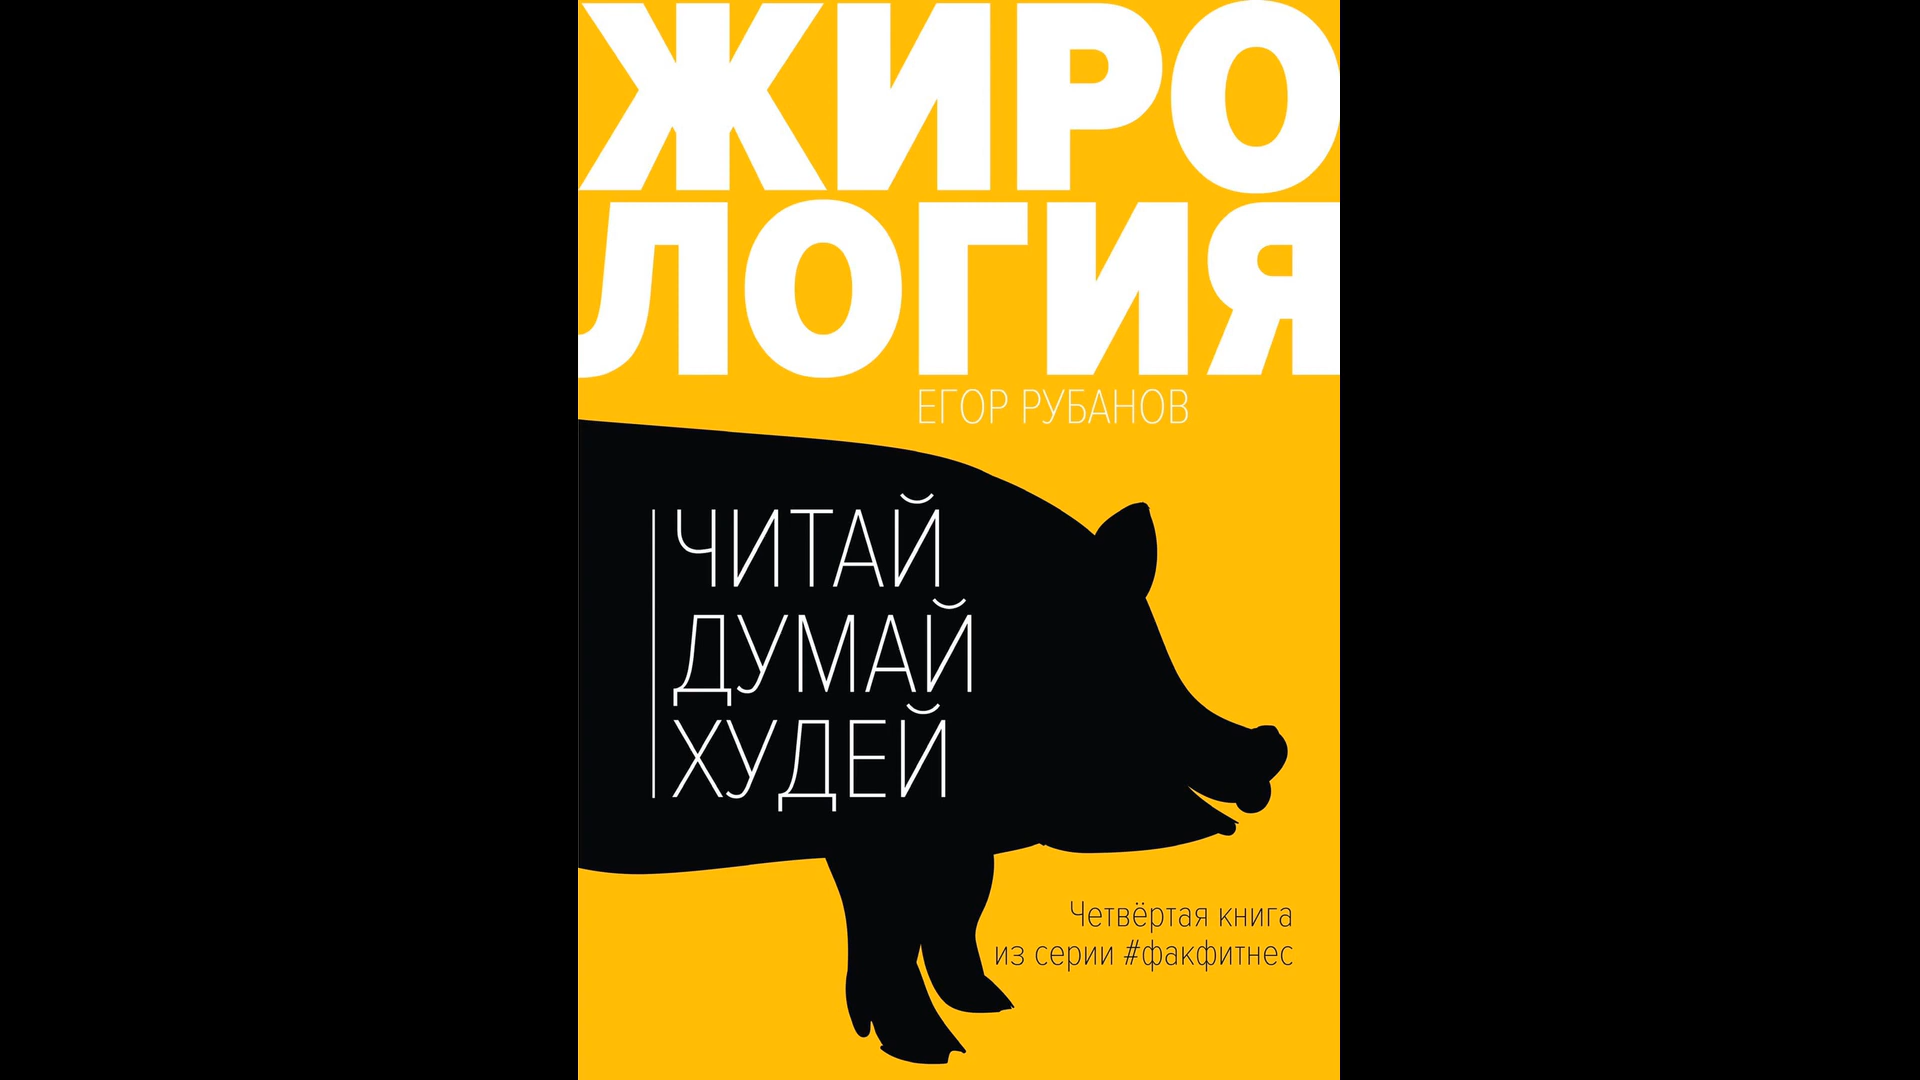 ЖИРО
ЛОГИЯ
ЕГОР РУБАНОВ
ЧИТАЙ
ДУМАЙ
ХУДЕЙ
Четвёртая книга
из серии #факфитнес